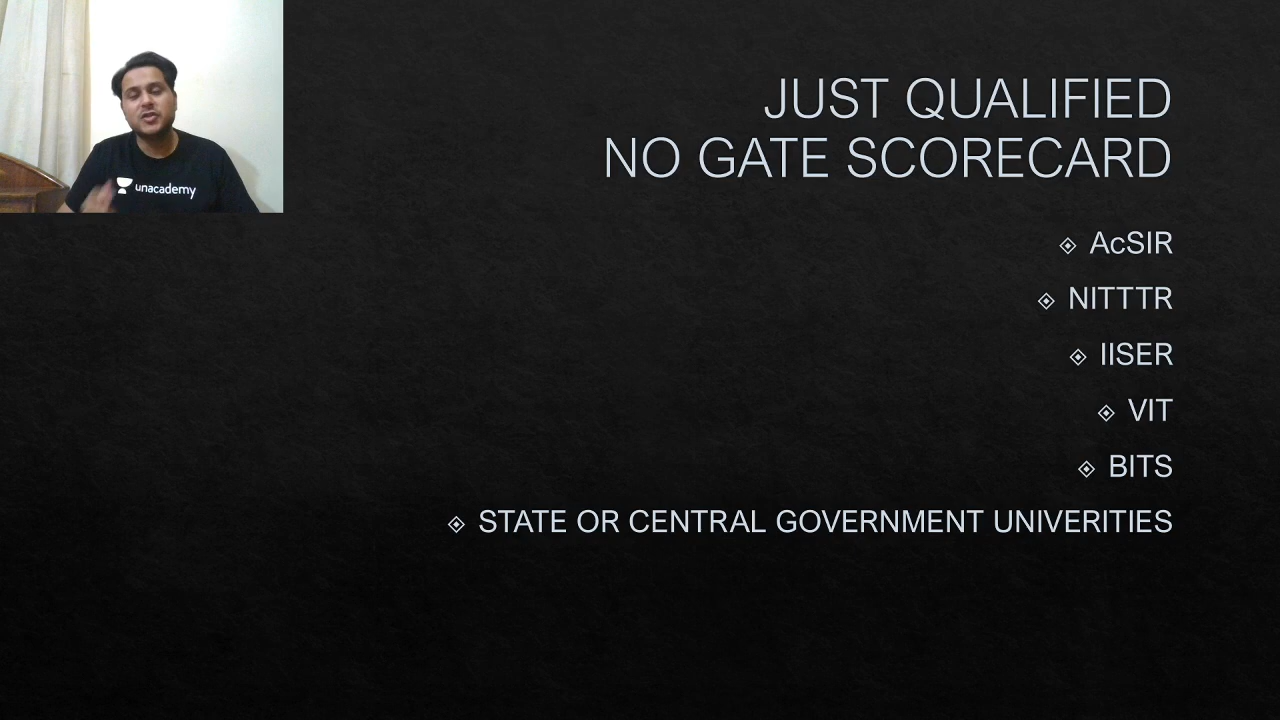 unacademy
JUST QUALIFIED
NO GATE SCORECARD
AcSIR
NITTTR
IISER
VIT
BITS
STATE OR CENTRAL GOVERNMENT UNIVERITIES